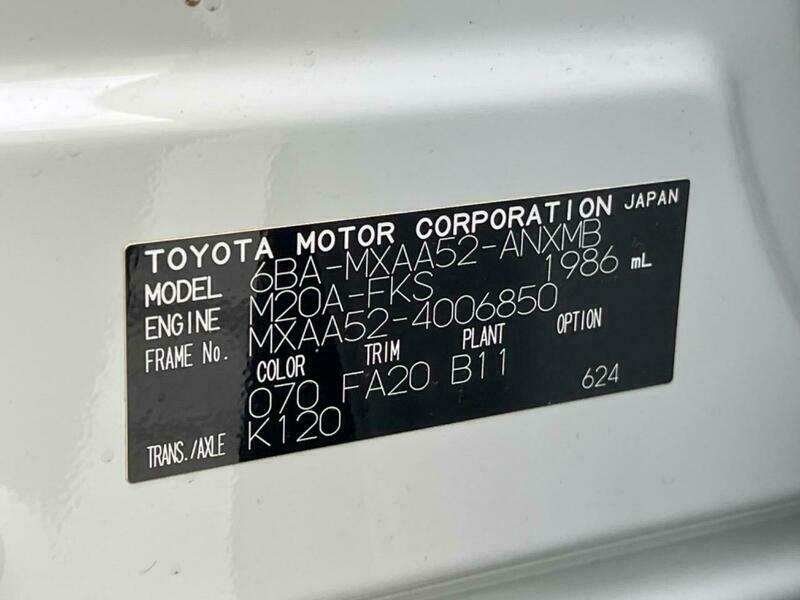 TOYOTA MOTOR CORPORATION JAPAN
MODEL 6BA-MXAA52-ANXMB
ENGINE M20A-FKS 1986 mL
FRAME No. MXAA52-4006850
COLOR TRIM PLANT OPTION
070 FA20 B11 624
TRANS./AXLE K120